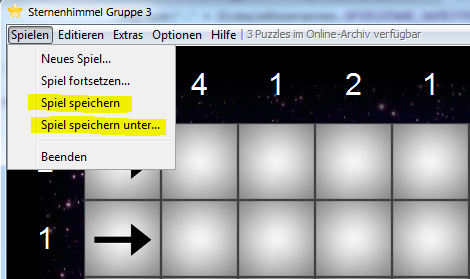 Sternenhimmel Gruppe 3
Spielen Editieren Extras Optionen Hilfe | 3 Puzzles im Online-Archiv verfügbar
Neues Spiel...
Spiel fortsetzen...
Spiel speichern
Spiel speichern unter...
Beenden
4 1 2 1
1